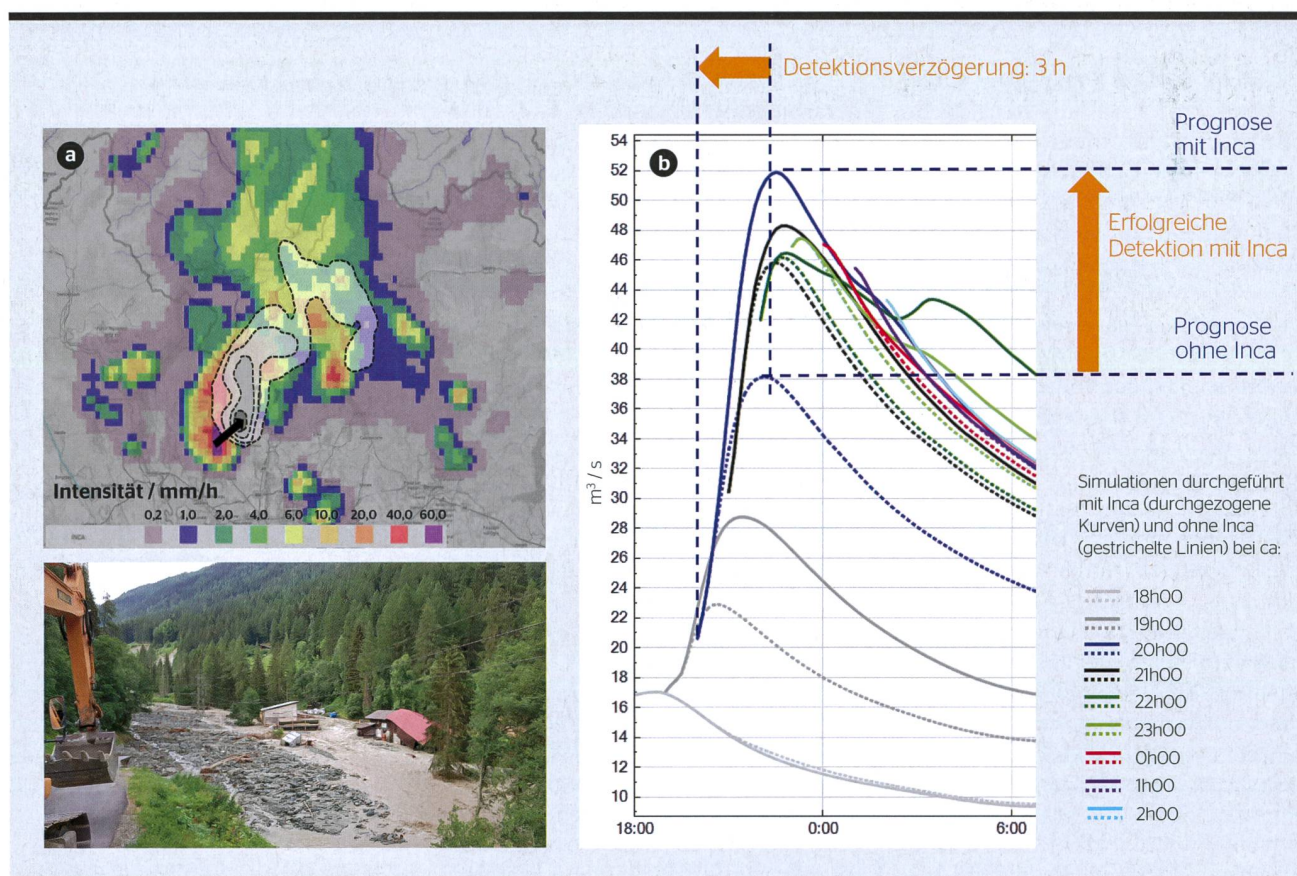 Detektionsverzögerung: 3 h
a
Intensität / mm/h
0,2 1,0 2,0 4,0 6,0 10,0 20,0 40,0 60,0
INCA
b
54
52
50
48
46
44
42
40
38
36
34
32
30
28
26
24
22
20
18
16
14
12
10
m³ / s
18:00 0:00 6:00
Prognose
mit Inca
Erfolgreiche
Detektion mit Inca
Prognose
ohne Inca
Simulationen durchgeführt
mit Inca (durchgezogene
Kurven) und ohne Inca
(gestrichelte Linien) bei ca:
18h00
19h00
20h00
21h00
22h00
23h00
0h00
1h00
2h00